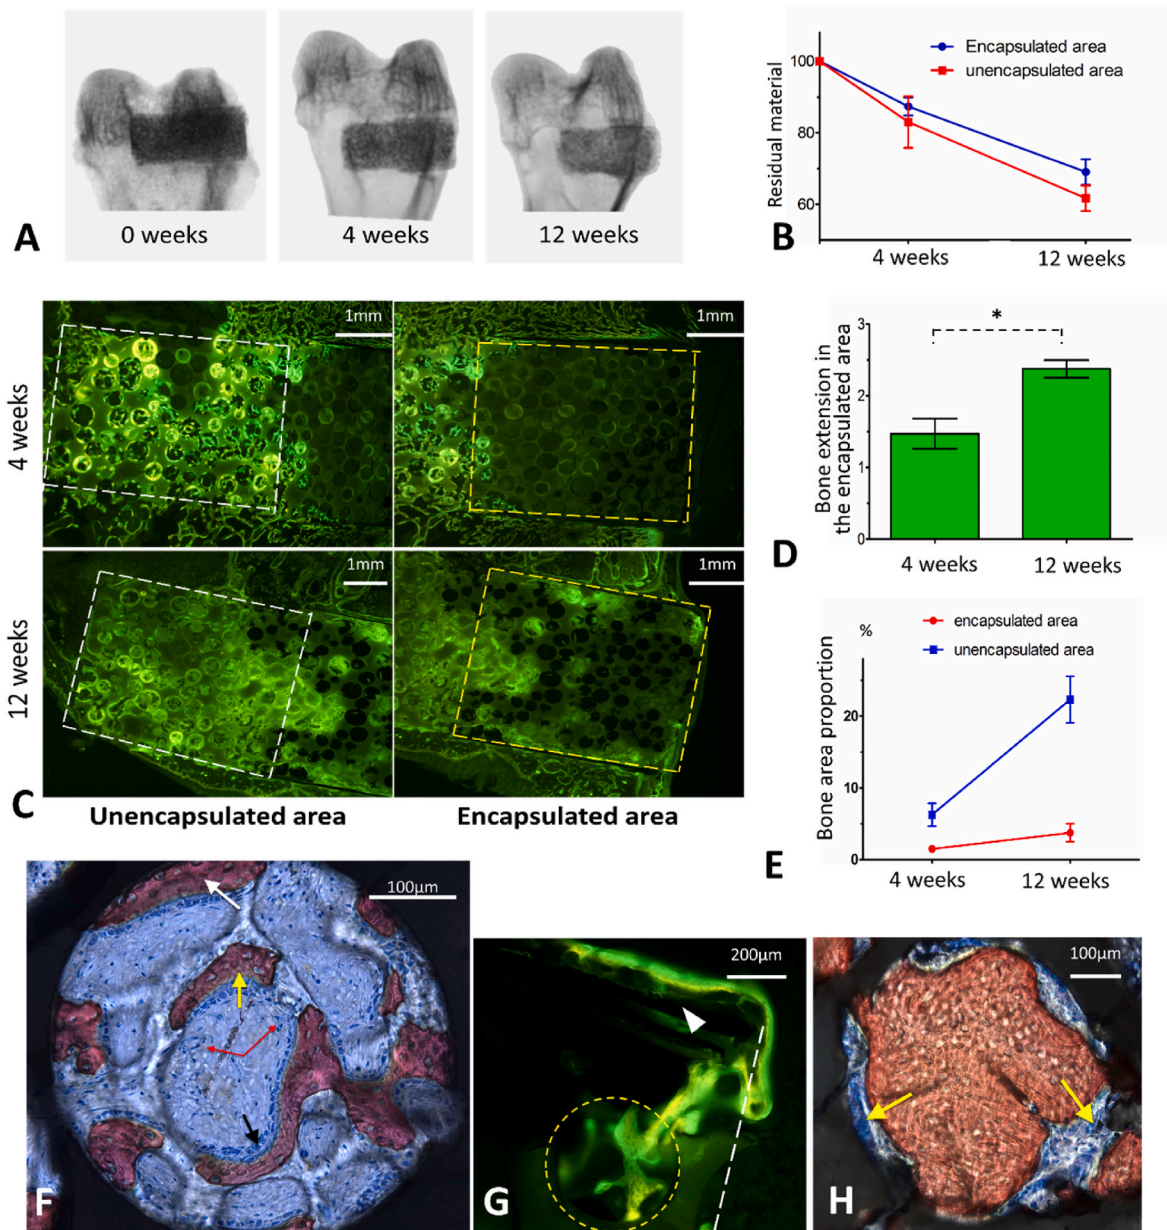 A
0 weeks
4 weeks
12 weeks
B
Residual material
100
80
60
Encapsulated area
unencapsulated area
4 weeks
12 weeks
C
4 weeks
12 weeks
1mm
1mm
1mm
1mm
Unencapsulated area
Encapsulated area
D
Bone extension in
the encapsulated area
3
2
1
0
*
4 weeks
12 weeks
E
Bone area proportion
%
20
0
encapsulated area
unencapsulated area
4 weeks
12 weeks
F
100μm
G
200μm
H
100μm